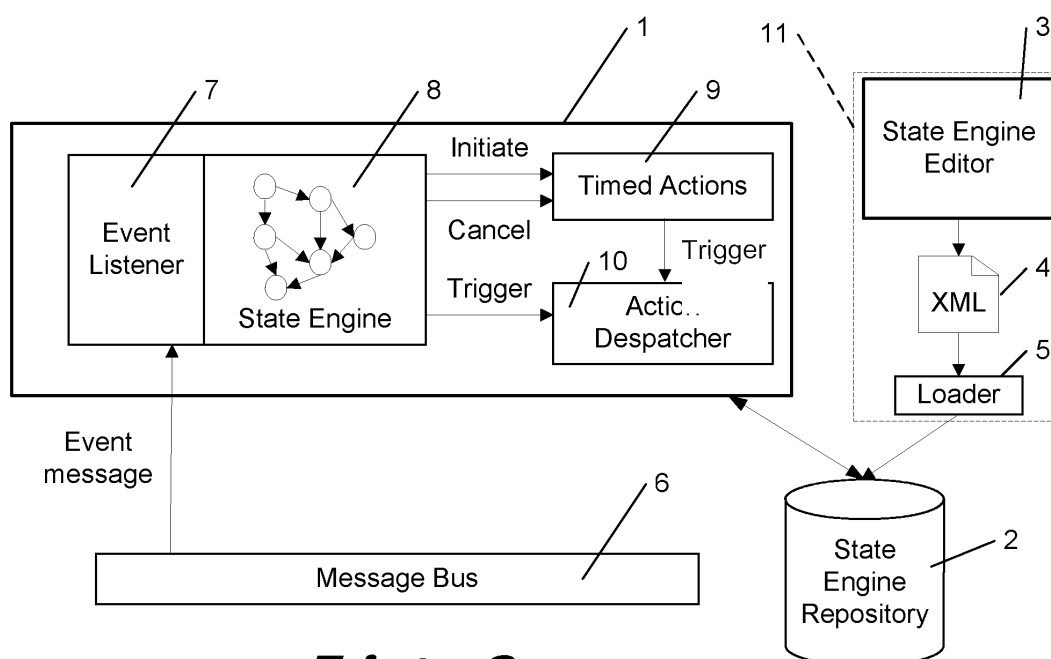 1
11
3
7
8
9
State Engine
Editor
Initiate
Timed Actions
Event
Listener
Cancel
Trigger
10
4
XML
Trigger
State Engine
Despatcher
5
Loader
Event
message
6
2
Message Bus
State
Engine
Repository